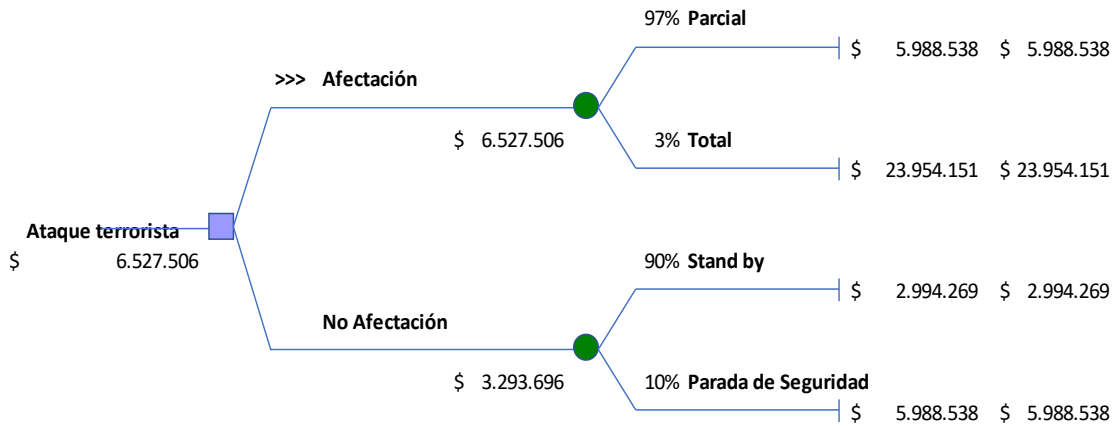 97% Parcial
$ 5.988.538 $ 5.988.538
>>> Afectación
$ 6.527.506
3% Total
$ 23.954.151 $ 23.954.151
Ataque terrorista
$ 6.527.506
90% Stand by
$ 2.994.269 $ 2.994.269
No Afectación
$ 3.293.696
10% Parada de Seguridad
$ 5.988.538 $ 5.988.538